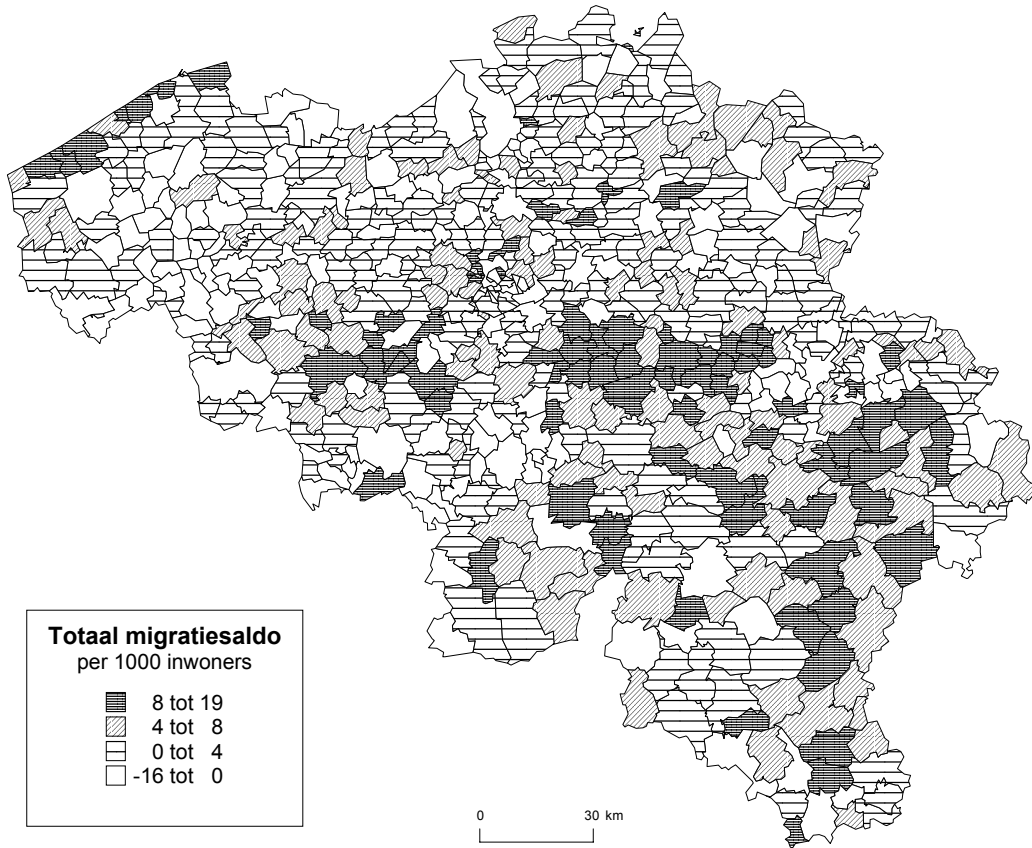 Totaal migratiesaldo
per 1000 inwoners
8 tot 19
4 tot 8
0 tot 4
-16 tot 0
0 30 km